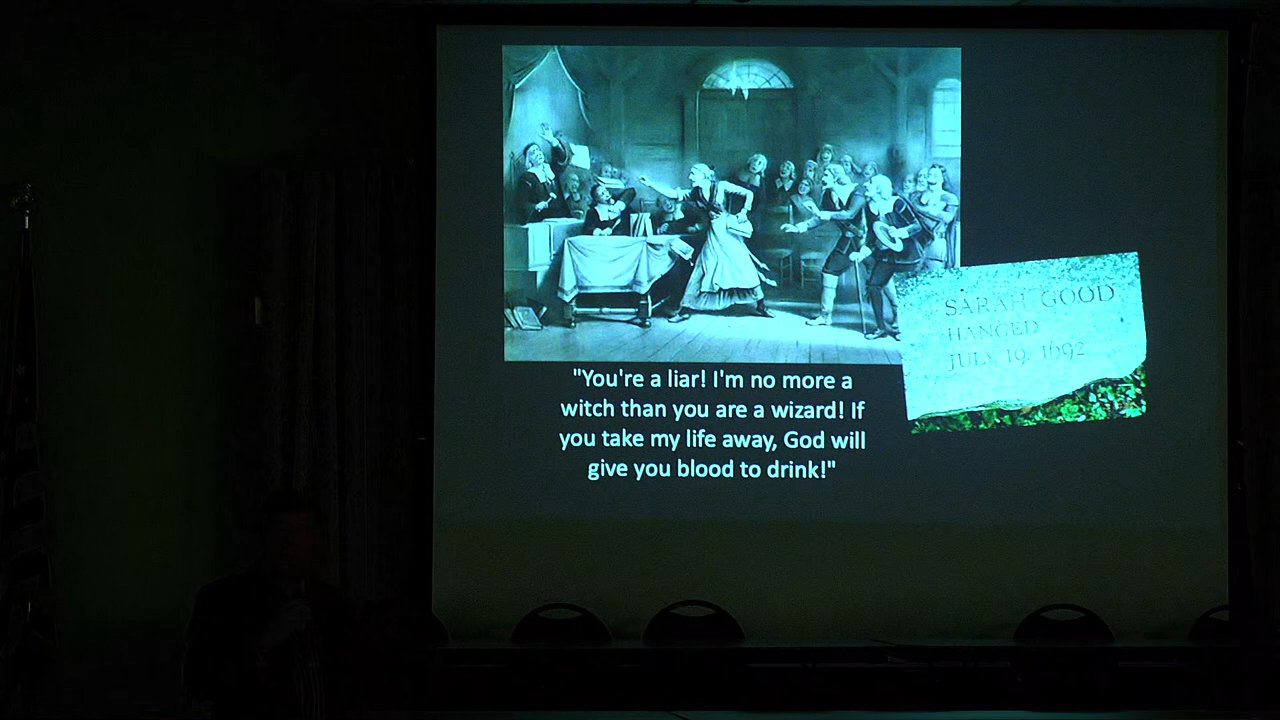 "You're a liar! I'm no more a
witch than you are a wizard! If
you take my life away, God will
give you blood to drink!"
SARAH GOOD
HANGED
JULY 19, 1692